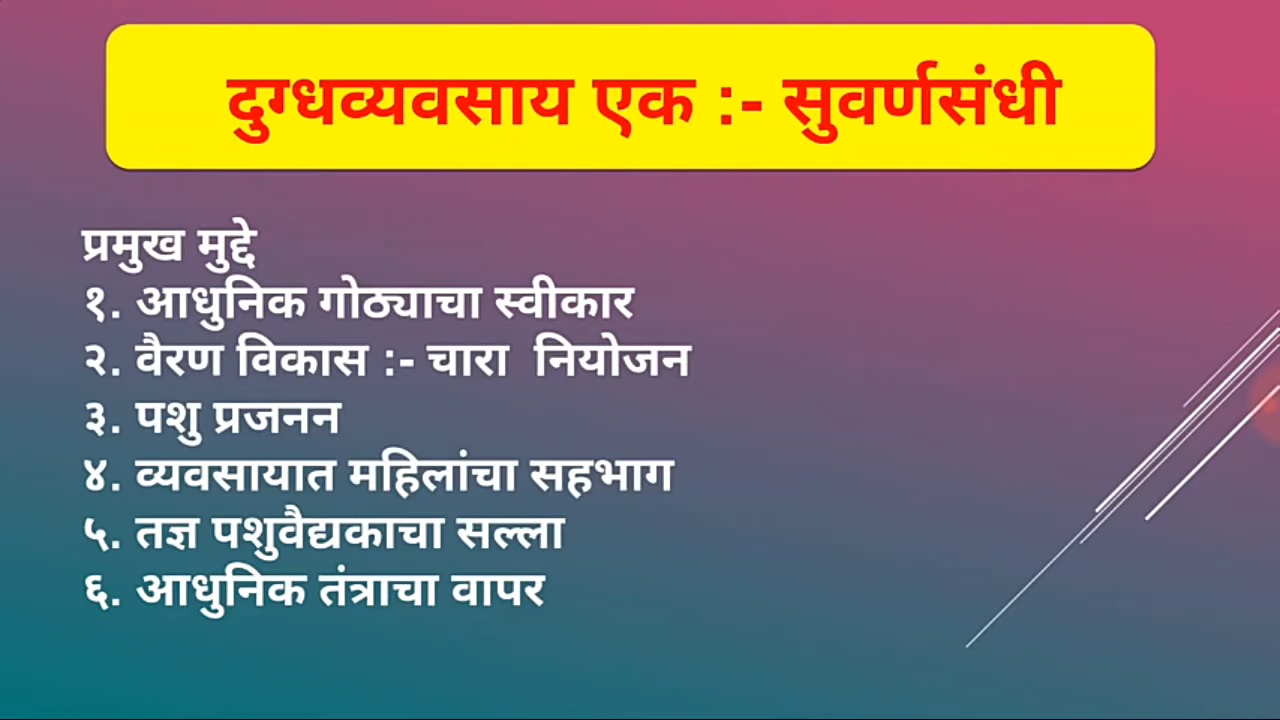 दुग्धव्यवसाय एक :- सुवर्णसंधी
प्रमुख मुद्दे
१. आधुनिक गोठ्याचा स्वीकार
२. वैरण विकास :- चारा नियोजन
३. पशु प्रजनन
४. व्यवसायात महिलांचा सहभाग
५. तज्ञ पशुवैद्यकाचा सल्ला
६. आधुनिक तंत्राचा वापर